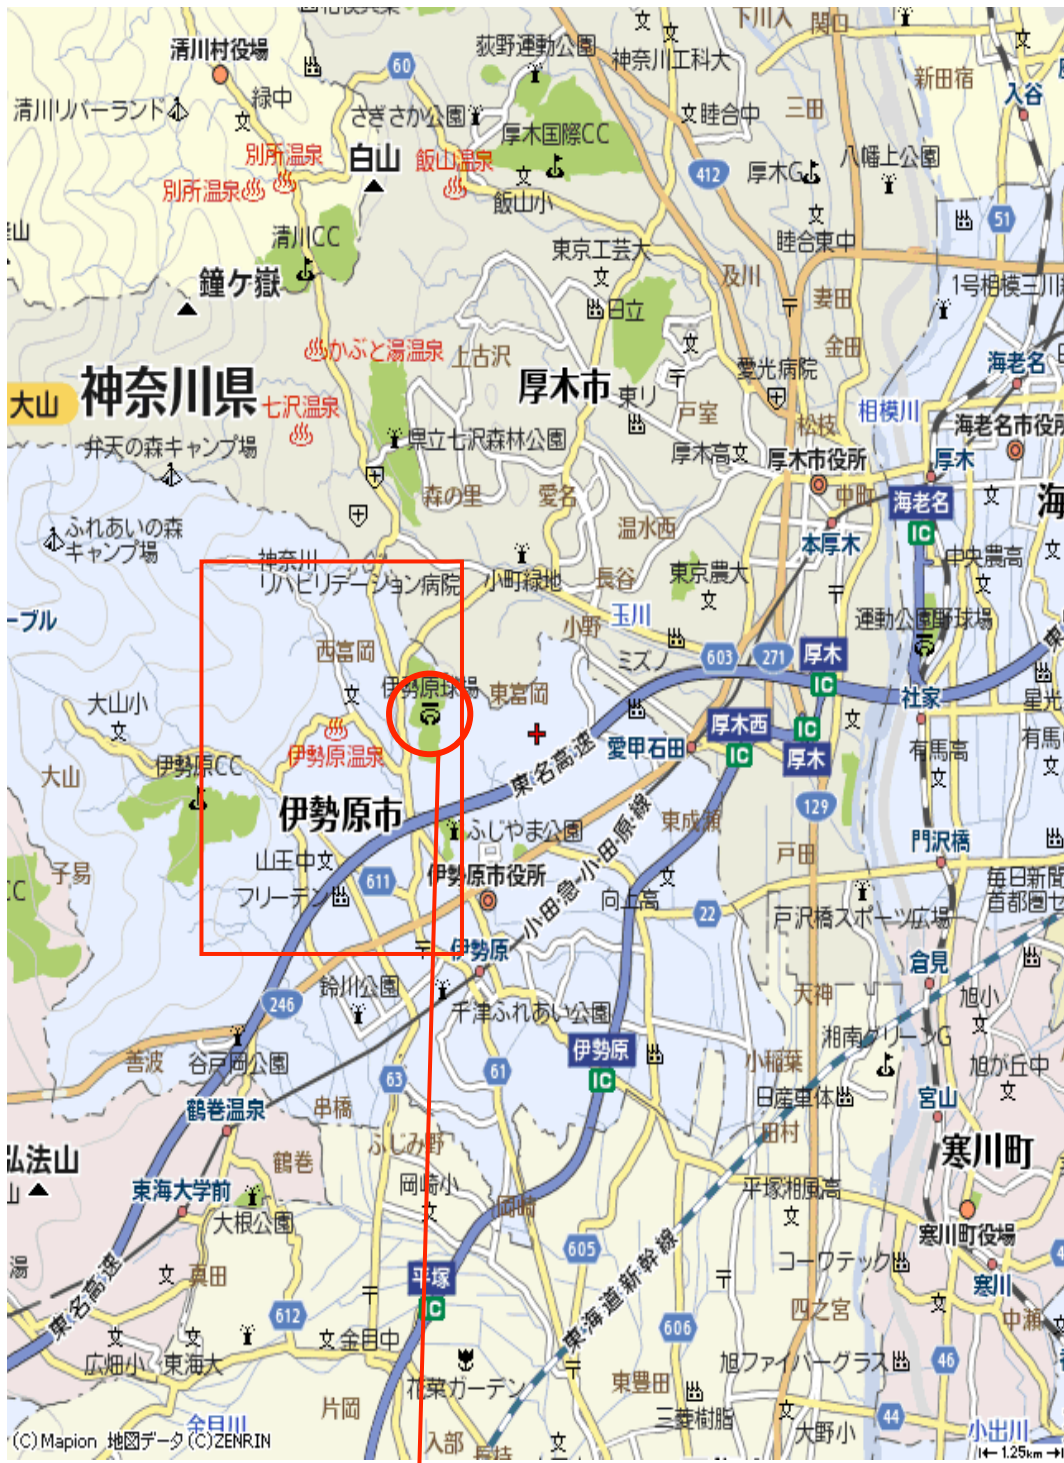 荻野運動公園
下川入
関口
清川村役場
神奈川工科大
新田宿
60
入谷
清川リバーランド
緑中
さぎさか公園
睦合中
三田
厚木国際CC
八幡上公園
別所温泉
白山
飯山温泉
412
厚木G
別所温泉
飯山小
51
清川CC
東京工芸大
睦合東中
及川
鐘ケ嶽
日立
妻田
1号相模三川
金田
かぶと湯温泉
上古沢
海老名
愛光病院
大山
神奈川県
七沢温泉
厚木市
東リ
戸室
相模川
松枝
海老名市役所
弁天の森キャンプ場
県立七沢森林公園
厚木高
厚木市役所
厚木
森の里
愛名
中町
海老名
IC
海
ふれあいの森
キャンプ場
温水西
本厚木
神奈川
リハビリテーション病院
小町緑地
長谷
東京農大
中央農高
ーブル
玉川
運動公園野球場
小野
西富岡
ミズノ
603
271
厚木
IC
伊勢原球場
東富岡
社家
星光
大山小
厚木西
IC
厚木
IC
伊勢原温泉
愛甲石田
有馬高
有馬
大山
伊勢原CC
東名高速
129
伊勢原市
ふじやま公園
東成瀬
小田急小田原線
戸田
門沢橋
子易
山王中
611
フリーデン
伊勢原市役所
向上高
22
毎日新聞
首都圏セ
戸沢橋スポーツ広場
CC
伊勢原
倉見
鈴川公園
246
千津ふれあい公園
天神
旭小
湘南グリーンG
善波
谷戸岡公園
伊勢原
IC
小稲葉
旭が丘中
63
61
日産車体
鶴巻温泉
串橋
宮山
田村
弘法山
鶴巻
ふじみ野
寒川町
東海大学前
岡崎小
平塚湘風高
大根公園
岡崎
寒川町役場
605
コーワテック
東名高速
真田
平塚
IC
東海道新幹線
寒川
612
四之宮
中瀬
606
広畑小
東海大
金目中
旭ファイバーグラス
46
花菜ガーデン
東豊田
片岡
三菱樹脂
44
金目川
入部
長持
大野小
小出川
(C)Mapion 地図データ(C)ZENRIN
1.25km